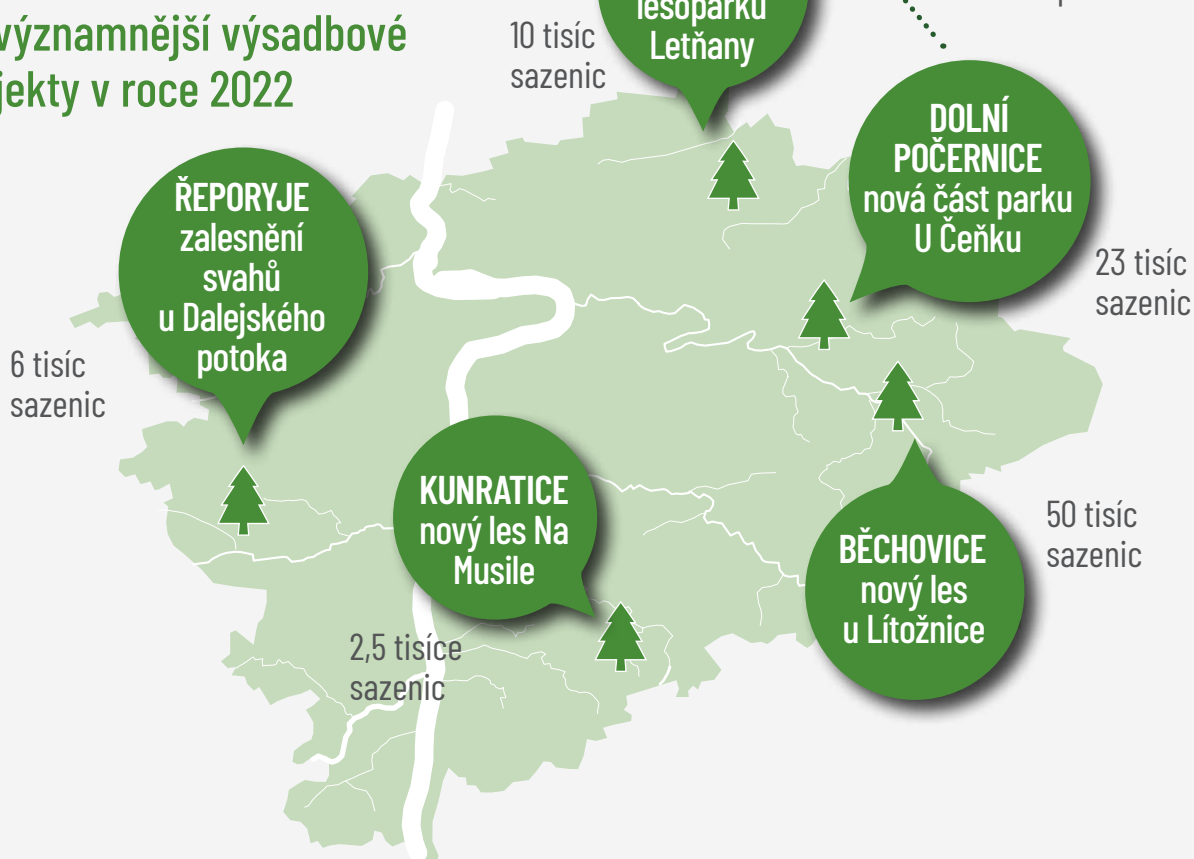 významnější výsadbové
jekty v roce 2022
10 tisíc
sazenic
lesoparku
Letňany
DOLNÍ
POČERNICE
nová část parku
U Čeňku
23 tisíc
sazenic
ŘEPORYJE
zalesnění
svahů
u Dalejského
potoka
6 tisíc
sazenic
KUNRATICE
nový les Na
Musile
2,5 tisíce
sazenic
BĚCHOVICE
nový les
u Lítožnice
50 tisíc
sazenic